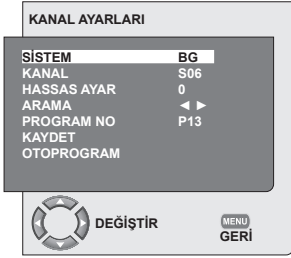 KANAL AYARLARI
SİSTEM BG
KANAL S06
HASSAS AYAR 0
ARAMA ◄ ►
PROGRAM NO P13
KAYDET
OTOPROGRAM
DEĞİŞTİR
MENU
GERİ